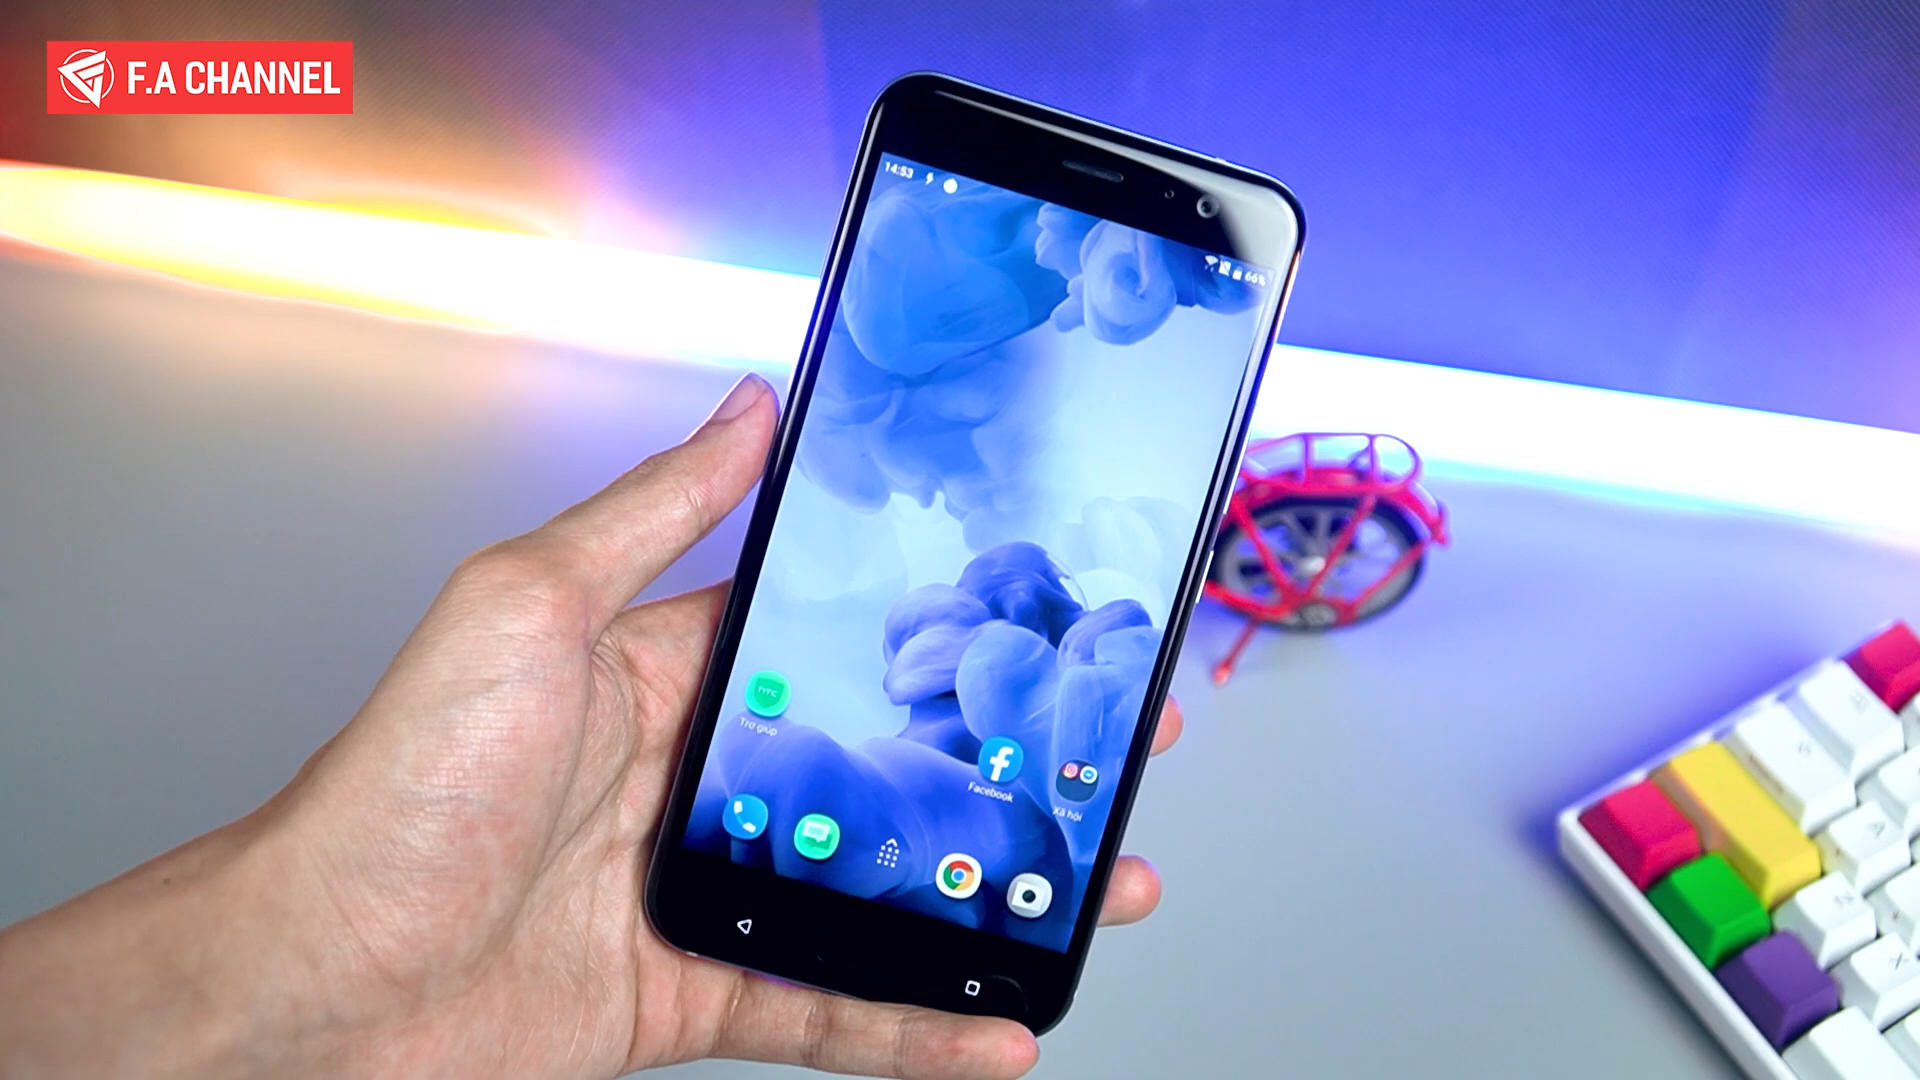 F.A CHANNEL
14:53
66%
hTC
Trợ giúp
Facebook
Xã hội
A
X